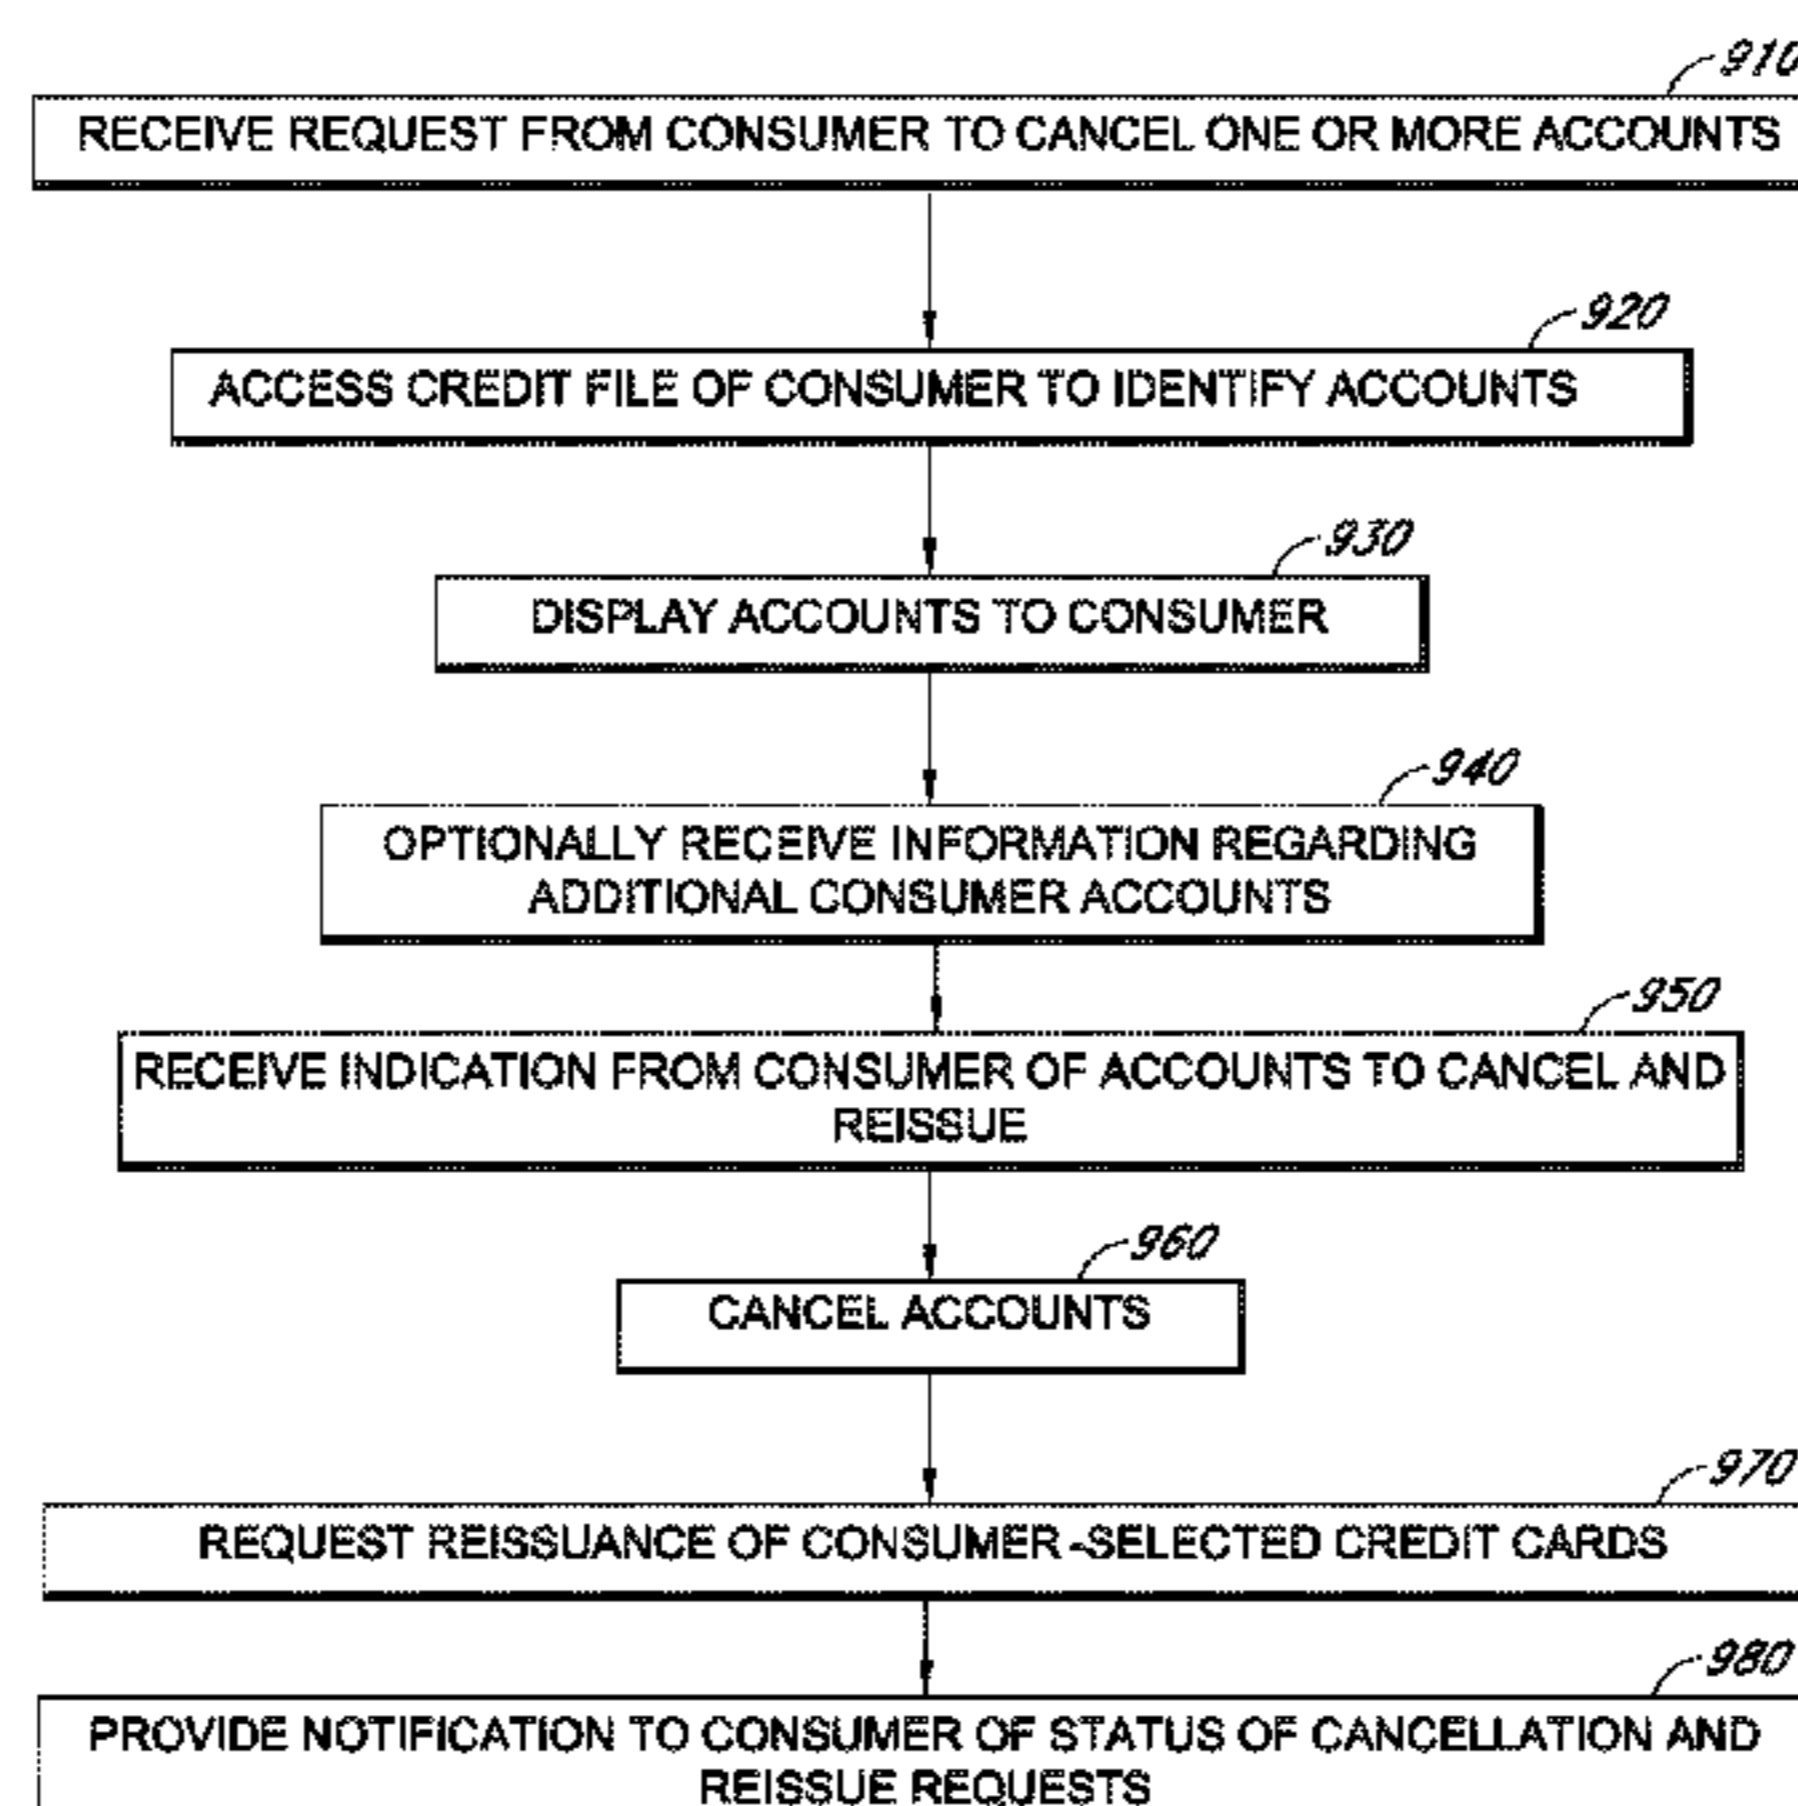 910
RECEIVE REQUEST FROM CONSUMER TO CANCEL ONE OR MORE ACCOUNTS
920
ACCESS CREDIT FILE OF CONSUMER TO IDENTIFY ACCOUNTS
930
DISPLAY ACCOUNTS TO CONSUMER
940
OPTIONALLY RECEIVE INFORMATION REGARDING
ADDITIONAL CONSUMER ACCOUNTS
950
RECEIVE INDICATION FROM CONSUMER OF ACCOUNTS TO CANCEL AND
REISSUE
960
CANCEL ACCOUNTS
970
REQUEST REISSUANCE OF CONSUMER-SELECTED CREDIT CARDS
980
PROVIDE NOTIFICATION TO CONSUMER OF STATUS OF CANCELLATION AND
REISSUE REQUESTS